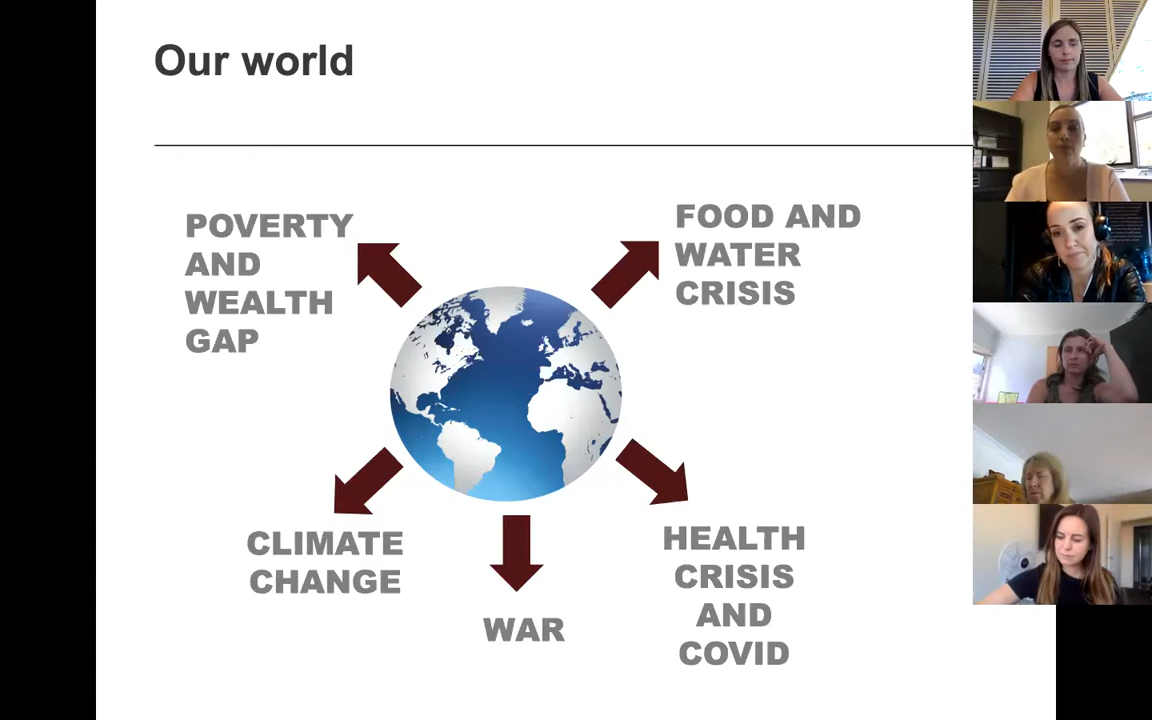 Our world
POVERTY
AND
WEALTH
GAP
FOOD AND
WATER
CRISIS
CLIMATE
CHANGE
WAR
HEALTH
CRISIS
AND
COVID